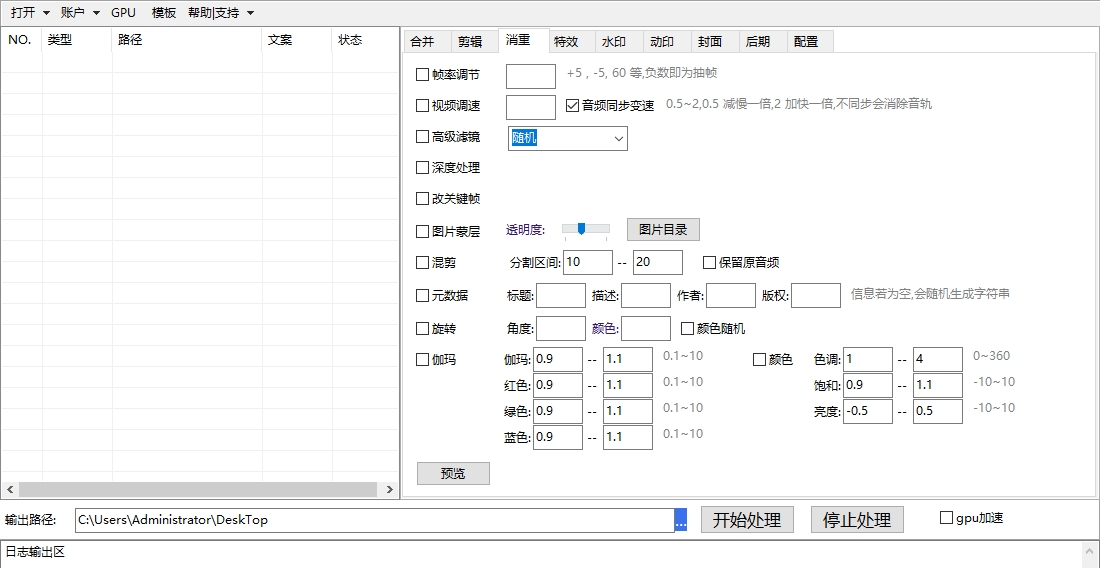 打开 账户 GPU 模板 帮助|支持
NO. 类型 路径 文案 状态
合并 剪辑 消重 特效 水印 动印 封面 后期 配置
帧率调节 +5 , -5, 60 等,负数即为抽帧
视频调速 音频同步变速 0.5~2,0.5 减慢一倍,2 加快一倍,不同步会消除音轨
高级滤镜 随机
深度处理
改关键帧
图片蒙层 透明度: 图片目录
混剪 分割区间: 10 -- 20 保留原音频
元数据 标题: 描述: 作者: 版权: 信息若为空,会随机生成字符串
旋转 角度: 颜色: 颜色随机
伽玛 伽玛: 0.9 -- 1.1 0.1~10 颜色 色调: 1 -- 4 0~360
红色: 0.9 -- 1.1 0.1~10 饱和: 0.9 -- 1.1 -10~10
绿色: 0.9 -- 1.1 0.1~10 亮度: -0.5 -- 0.5 -10~10
蓝色: 0.9 -- 1.1 0.1~10
预览
输出路径: C:\Users\Administrator\DeskTop ... 开始处理 停止处理 gpu加速
日志输出区